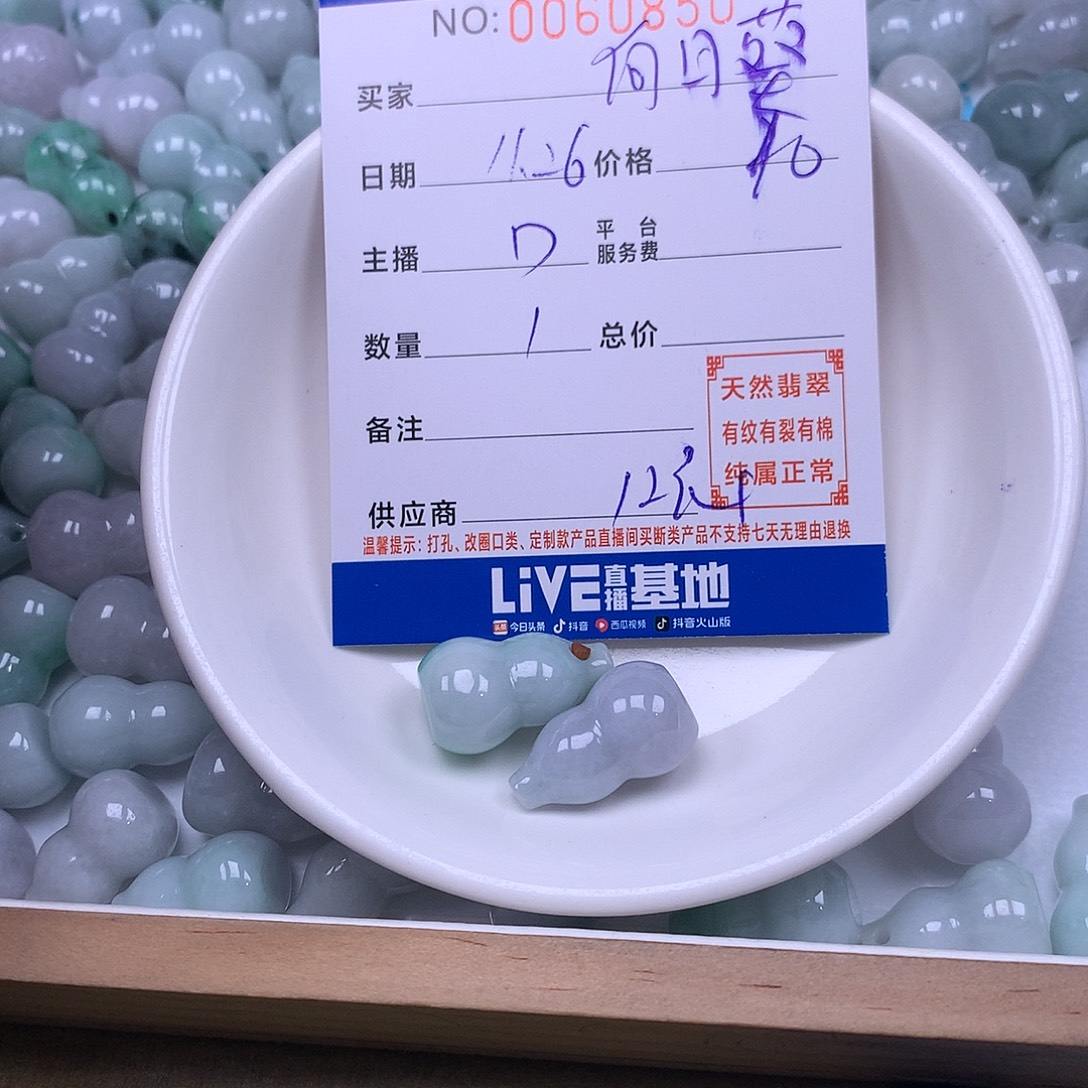 NO: 0060850
买家 向日葵
日期 11.26 价格
主播 平台服务费
数量 1 总价
备注
天然翡翠
有纹有裂有棉
纯属正常
供应商
温馨提示：打孔、改圈口类、定制款产品直播间买断类产品不支持七天无理由退换
LiVE直播基地
头条 今日头条 抖音 西瓜视频 抖音火山版